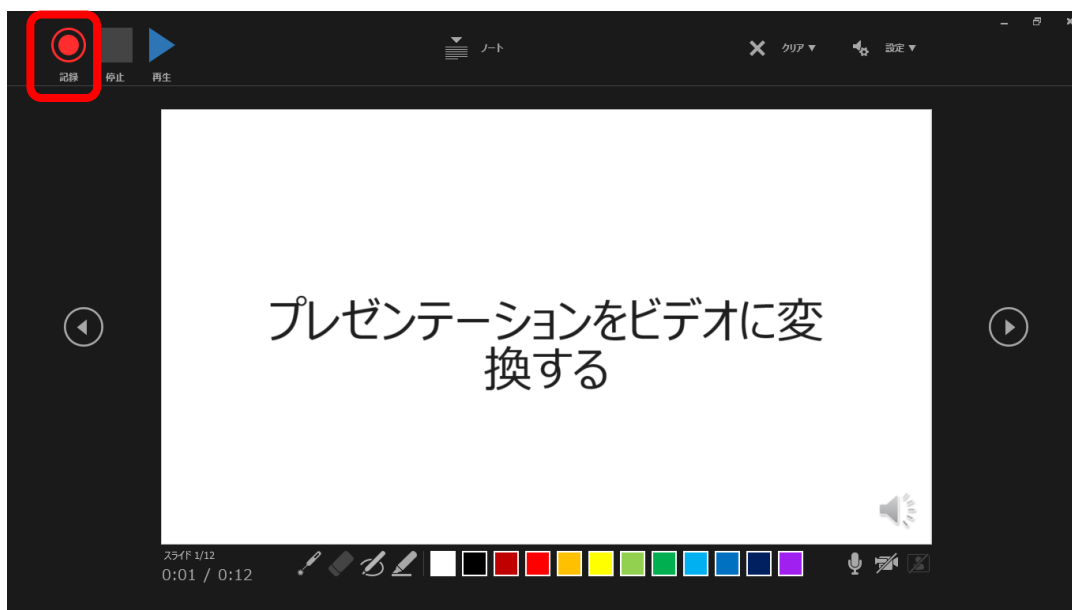 記録 停止 再生 ノート クリア 設定
プレゼンテーションをビデオに変
換する
スライド 1/12
0:01 / 0:12